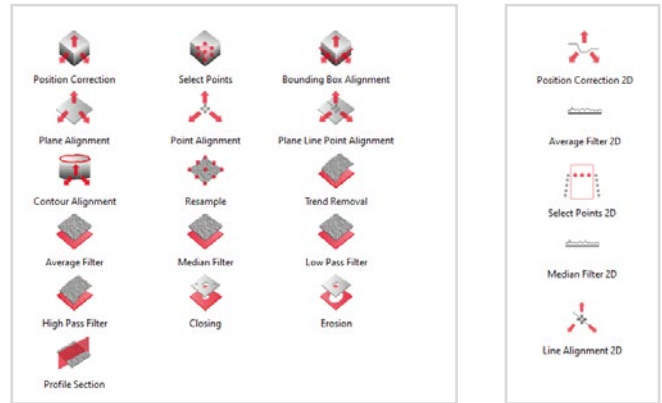 Position Correction
Select Points
Bounding Box Alignment
Plane Alignment
Point Alignment
Plane Line Point Alignment
Contour Alignment
Resample
Trend Removal
Average Filter
Median Filter
Low Pass Filter
High Pass Filter
Closing
Erosion
Profile Section
Position Correction 2D
Average Filter 2D
Select Points 2D
Median Filter 2D
Line Alignment 2D